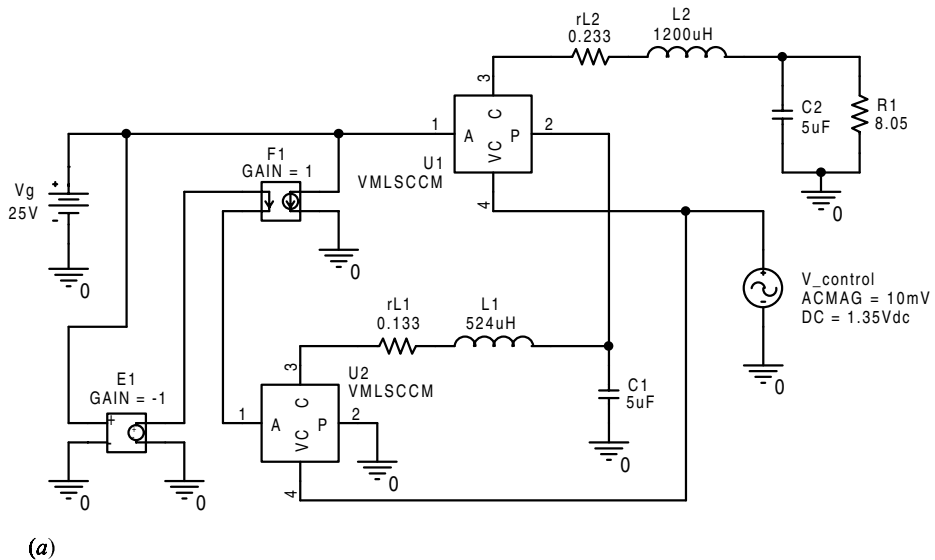 rL2
0.233
L2
1200uH
3
C
1
A
P
2
VC
U1
VMLSCCM
4
C2
5uF
R1
8.05
0
F1
GAIN = 1
Vg
25V
+
-
0
0
+
-
V_control
ACMAG = 10mV
DC = 1.35Vdc
0
rL1
0.133
L1
524uH
3
U2
VMLSCCM
C
1
A
P
2
VC
4
0
C1
5uF
0
E1
GAIN = -1
+
-
+
0
0
(a)